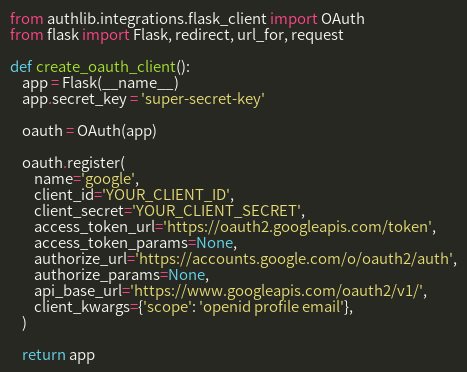 from authlib.integrations.flask_client import OAuth
from flask import Flask, redirect, url_for, request

def create_oauth_client():
    app = Flask(__name__)
    app.secret_key = 'super-secret-key'

    oauth = OAuth(app)

    oauth.register(
        name='google',
        client_id='YOUR_CLIENT_ID',
        client_secret='YOUR_CLIENT_SECRET',
        access_token_url='https://oauth2.googleapis.com/token',
        access_token_params=None,
        authorize_url='https://accounts.google.com/o/oauth2/auth',
        authorize_params=None,
        api_base_url='https://www.googleapis.com/oauth2/v1/',
        client_kwargs={'scope': 'openid profile email'},
    )

    return app